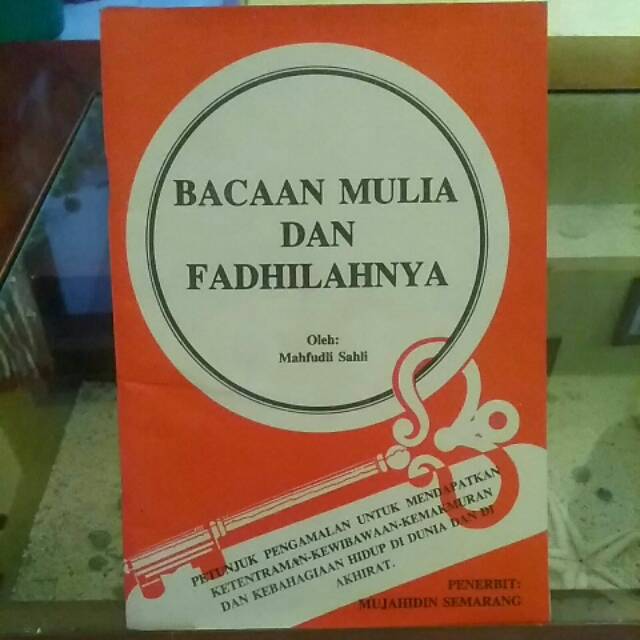 BACAAN MULIA
DAN
FADHILAHNYA
Oleh:
Mahfudli Sahli
PETUNJUK PENGAMALAN UNTUK MENDAPATKAN
KETENTRAMAN-KEWIBAWAAN-KEMAKMURAN
DAN KEBAHAGIAAN HIDUP DI DUNIA DAN DI
AKHIRAT.
PENERBIT:
MUJAHIDIN SEMARANG